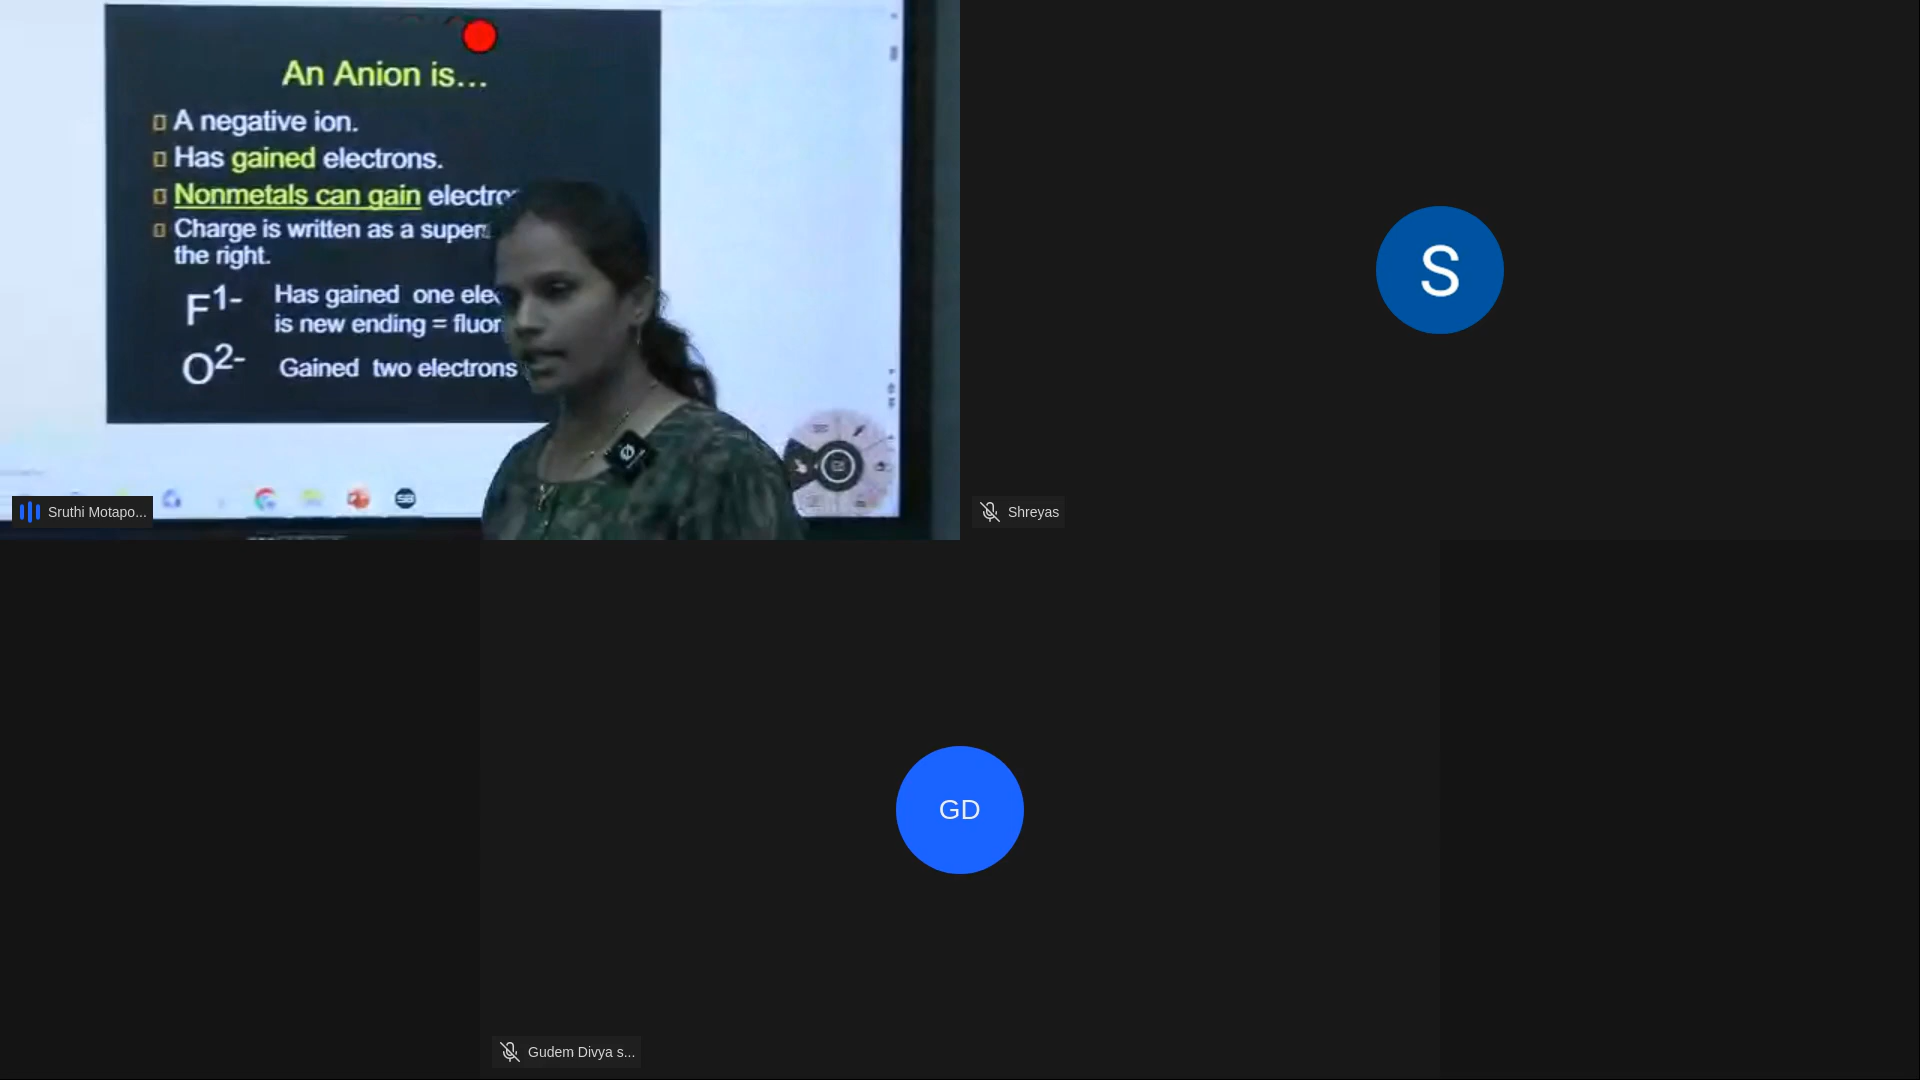 An Anion is...
A negative ion.
Has gained electrons.
Nonmetals can gain
Charge is written as a
the right.
F1- Has gained one
is new ending =
O2- Gained two electrons
Sruthi Motapo...
S
Shreyas
GD
Gudem Divya s...